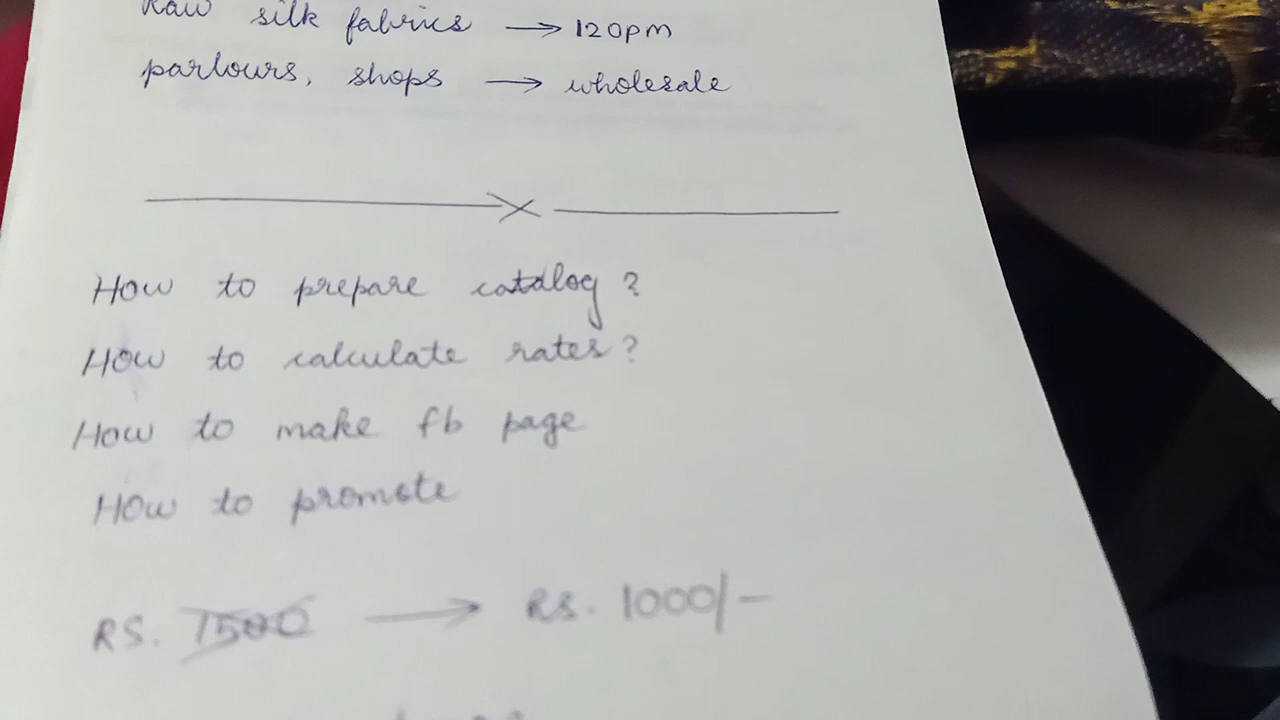 Raw silk fabrics → 120pm
parlours, shops → wholesale
How to prepare catalog?
How to calculate rates?
How to make fb page
How to promote
RS. 1500 → RS. 1000/-